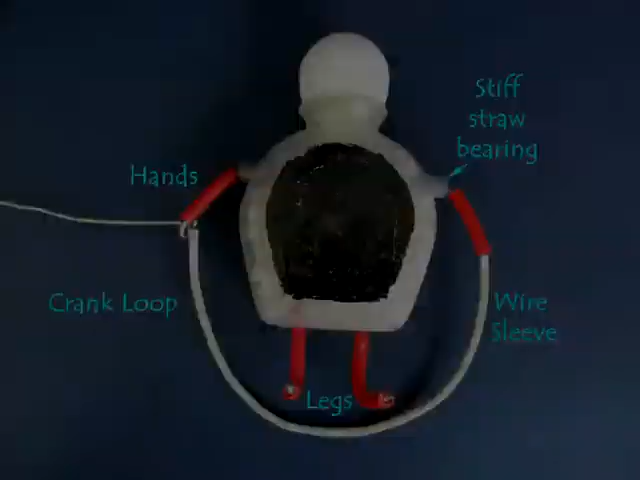 Stiff
straw
bearing
Hands
Crank Loop
Wire
Sleeve
Legs